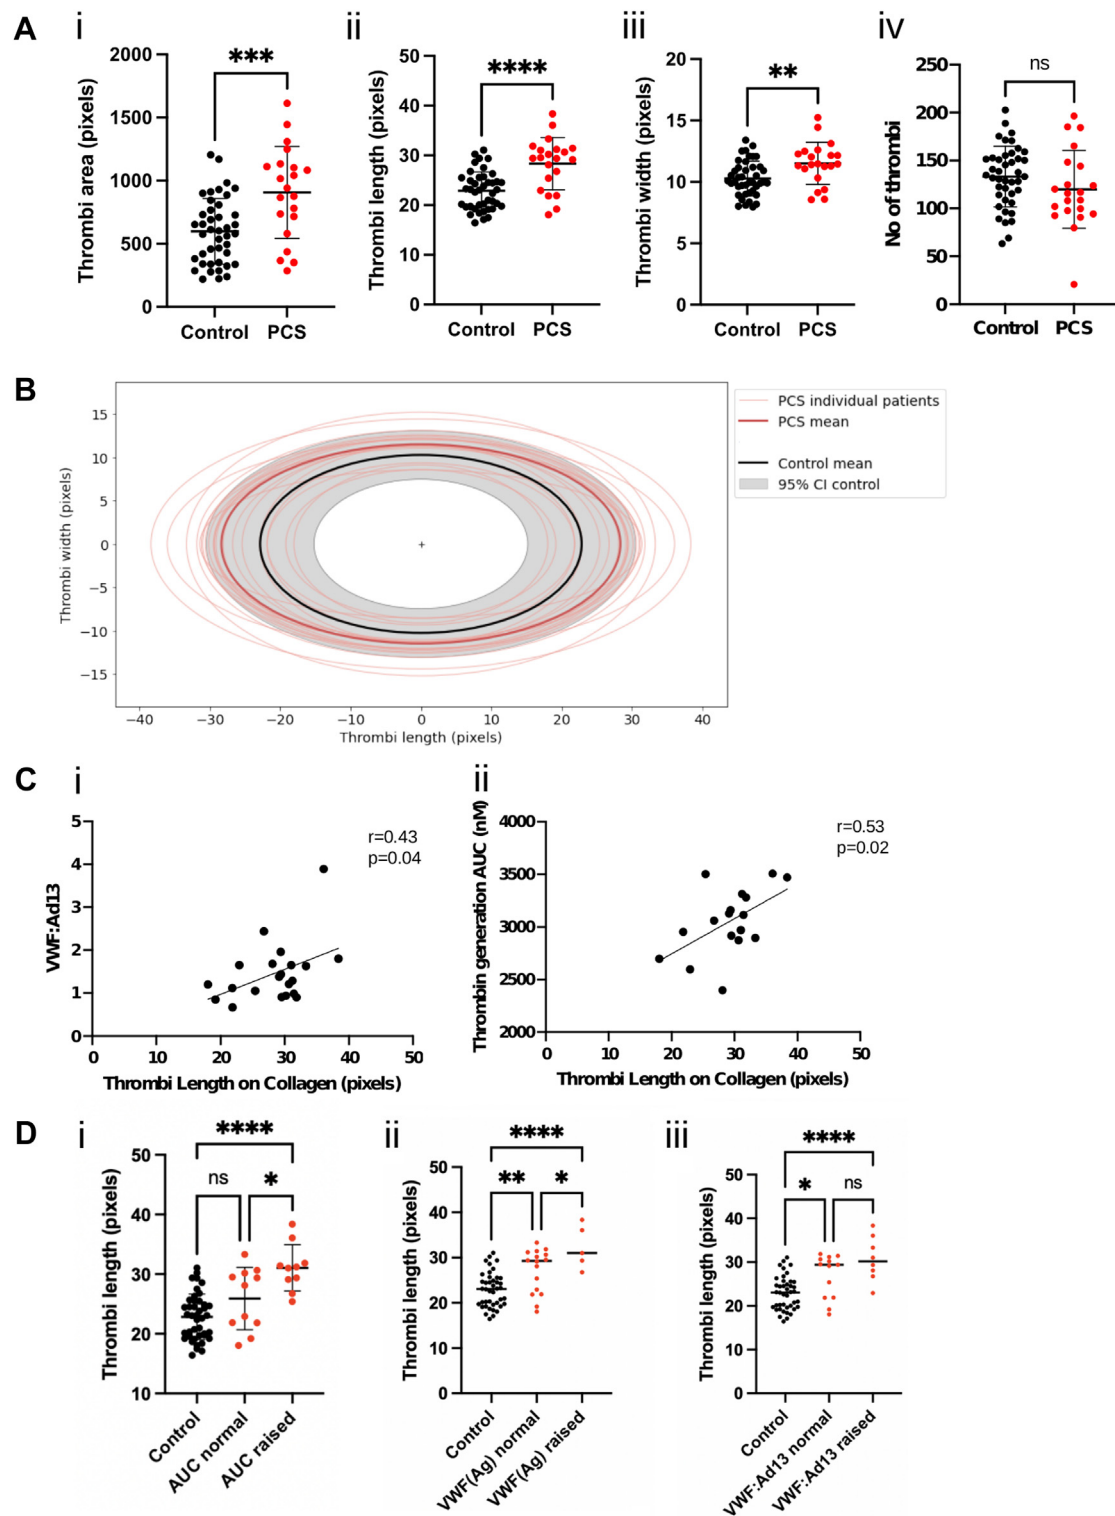 A
i
Thrombi area (pixels)
2000
1500
1000
500
0
***
Control PCS
ii
Thrombi length (pixels)
50
40
30
20
10
0
****
Control PCS
iii
Thrombi width (pixels)
20
15
10
5
0
**
Control PCS
iv
No of thrombi
250
200
150
100
50
0
ns
Control PCS
B
Thrombi width (pixels)
15
10
5
0
−5
−10
−15
−40 −30 −20 −10 0 10 20 30 40
Thrombi length (pixels)
PCS individual patients
PCS mean
Control mean
95% CI control
C
i
VWF:Ad13
5
4
3
2
1
0
r=0.43
p=0.04
0 10 20 30 40 50
Thrombi Length on Collagen (pixels)
ii
Thrombin generation AUC (nM)
4000
3500
3000
2500
2000
r=0.53
p=0.02
0 10 20 30 40 50
Thrombi Length on Collagen (pixels)
D
i
Thrombi length (pixels)
50
40
30
20
10
****
ns
*
Control
AUC normal
AUC raised
ii
Thrombi length (pixels)
50
40
30
20
10
0
****
**
*
Control
VWF(Ag) normal
VWF(Ag) raised
iii
Thrombi length (pixels)
50
40
30
20
10
0
****
*
ns
Control
VWF:Ad13 normal
VWF:Ad13 raised